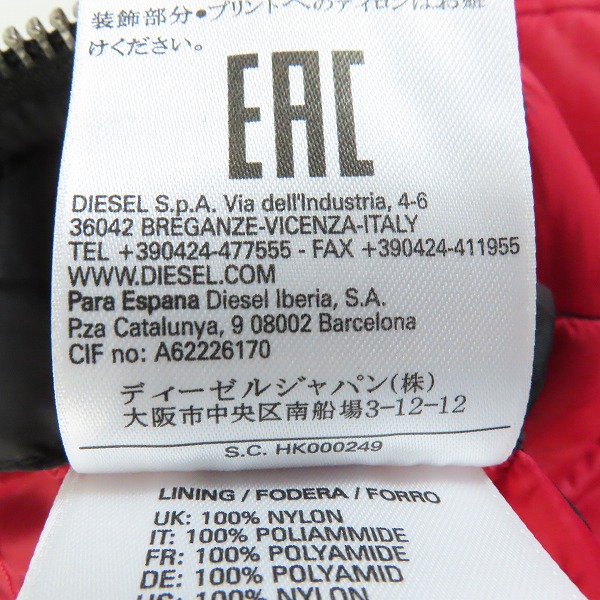 装飾部分・プリントへのアイロンはお避
けください。
EAC
DIESEL S.p.A. Via dell'Industria, 4-6
36042 BREGANZE-VICENZA-ITALY
TEL +390424-477555 - FAX +390424-411955
WWW.DIESEL.COM
Para Espana Diesel Iberia, S.A.
P.za Catalunya, 9 08002 Barcelona
CIF no: A62226170
ディーゼルジャパン(株)
大阪市中央区南船場3-12-12
S.C. HK000249
LINING / FODERA / FORRO
UK: 100% NYLON
IT: 100% POLIAMMIDE
FR: 100% POLYAMIDE
DE: 100% POLYAMID
US: 100% NYLON